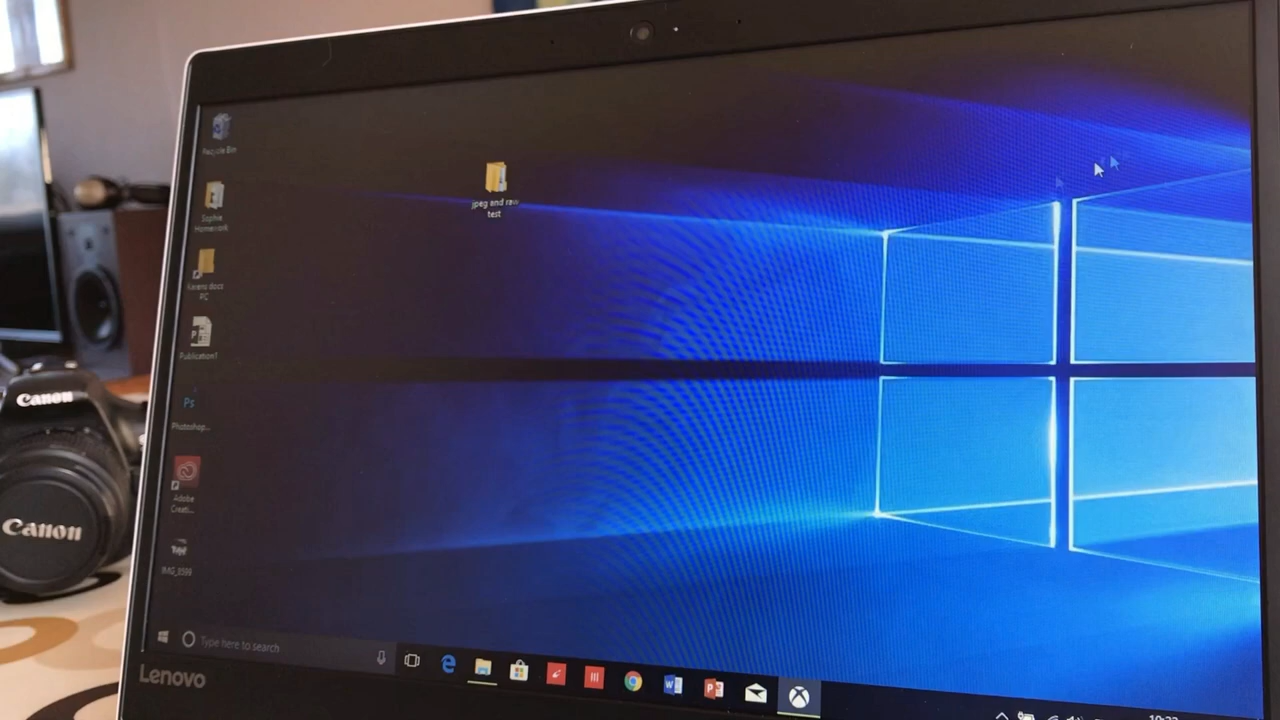 Recycle Bin
Sophie
Homework
jpeg and raw
test
Karens docs
PC
Publication1
Ps
Photoshop...
Adobe
Creati...
Type here to search
Lenovo
Canon
Canon